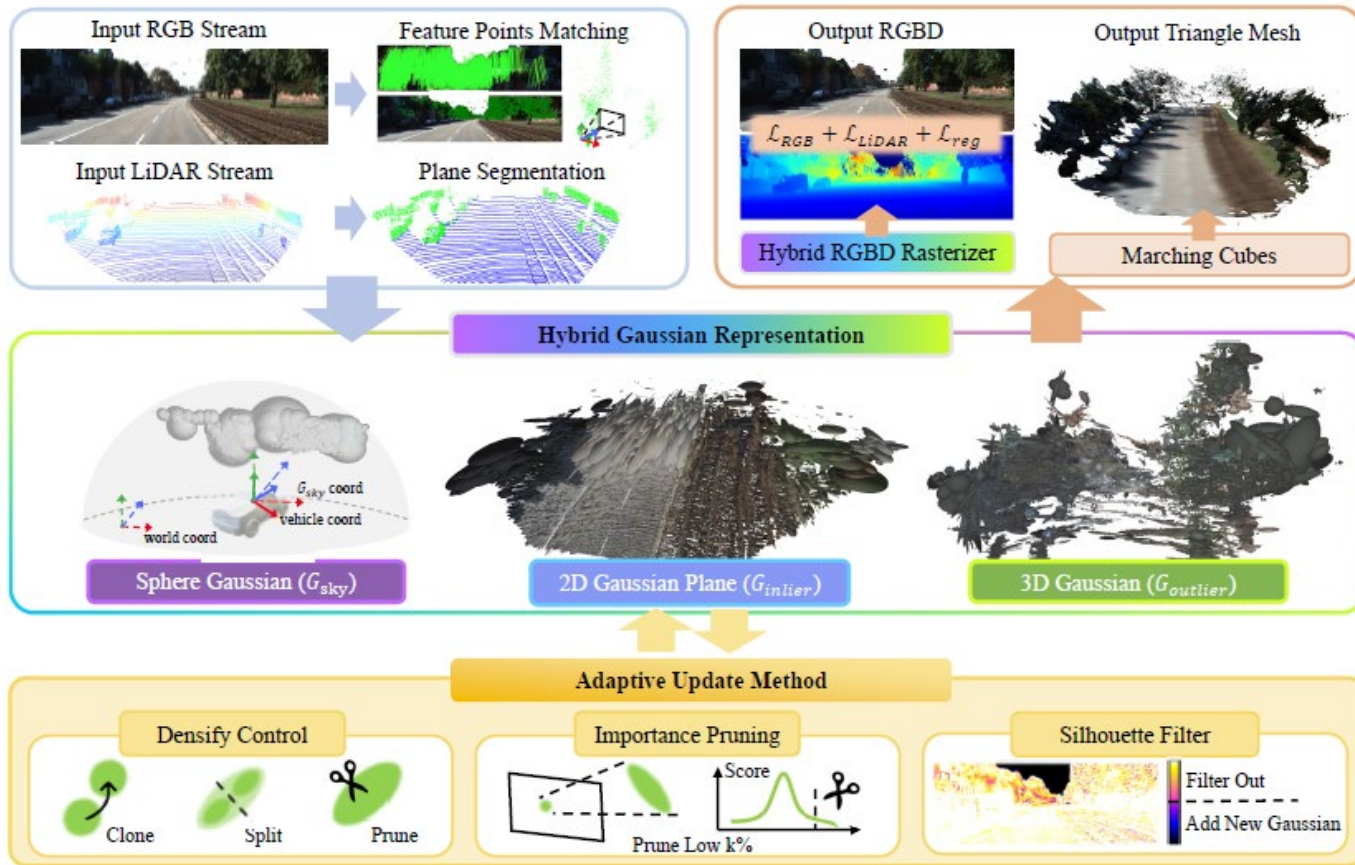 Input RGB Stream
Feature Points Matching
Input LiDAR Stream
Plane Segmentation
Output RGBD
Output Triangle Mesh
ℒ_RGB + ℒ_LiDAR + ℒ_reg
Hybrid RGBD Rasterizer
Marching Cubes
Hybrid Gaussian Representation
G_sky coord
vehicle coord
world coord
Sphere Gaussian (G_sky)
2D Gaussian Plane (G_inlier)
3D Gaussian (G_outlier)
Adaptive Update Method
Densify Control
Clone
Split
Prune
Importance Pruning
Score
Prune Low k%
Silhouette Filter
Filter Out
Add New Gaussian